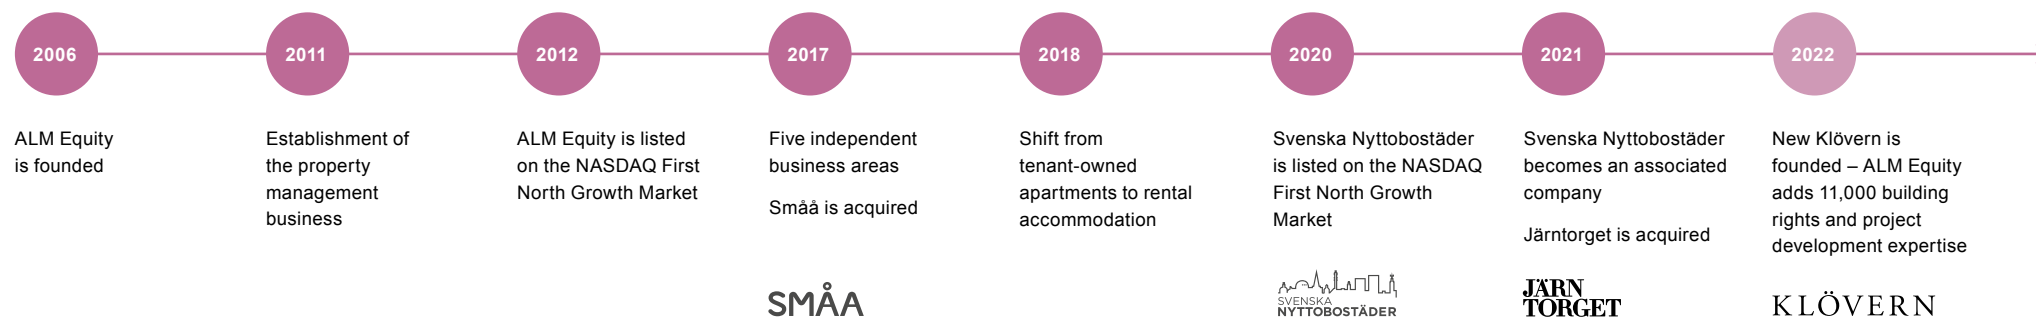 2006
ALM Equity
is founded
2011
Establishment of
the property
management
business
2012
ALM Equity is listed
on the NASDAQ First
North Growth Market
2017
Five independent
business areas
Småå is acquired
SMÅA
2018
Shift from
tenant-owned
apartments to rental
accommodation
2020
Svenska Nyttobostäder
is listed on the NASDAQ
First North Growth
Market
SVENSKA
NYTTOBOSTÄDER
2021
Svenska Nyttobostäder
becomes an associated
company
Järntorget is acquired
JÄRN
TORGET
2022
New Klövern is
founded – ALM Equity
adds 11,000 building
rights and project
development expertise
KLÖVERN